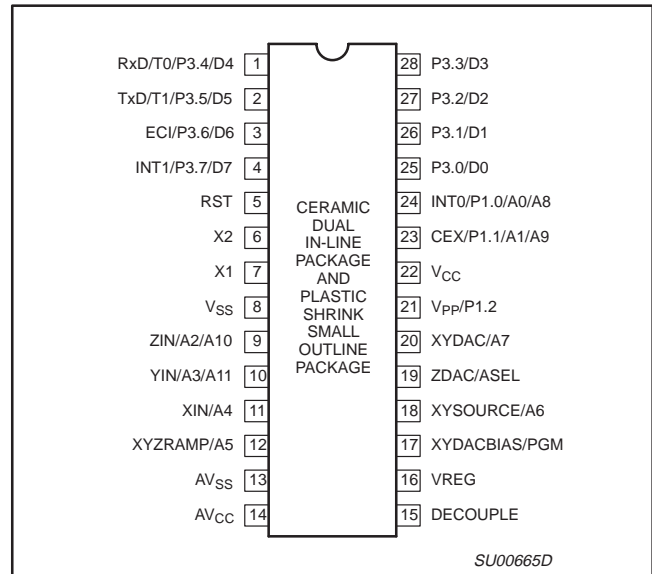 RxD/T0/P3.4/D4 1 28 P3.3/D3
TxD/T1/P3.5/D5 2 27 P3.2/D2
ECI/P3.6/D6 3 26 P3.1/D1
INT1/P3.7/D7 4 25 P3.0/D0
RST 5 24 INT0/P1.0/A0/A8
X2 6 23 CEX/P1.1/A1/A9
X1 7 22 VCC
VSS 8 21 VPP/P1.2
ZIN/A2/A10 9 20 XYDAC/A7
YIN/A3/A11 10 19 ZDAC/ASEL
XIN/A4 11 18 XYSOURCE/A6
XYZRAMP/A5 12 17 XYDACBIAS/PGM
AVSS 13 16 VREG
AVCC 14 15 DECOUPLE
CERAMIC
DUAL
IN-LINE
PACKAGE
AND
PLASTIC
SHRINK
SMALL
OUTLINE
PACKAGE
SU00665D